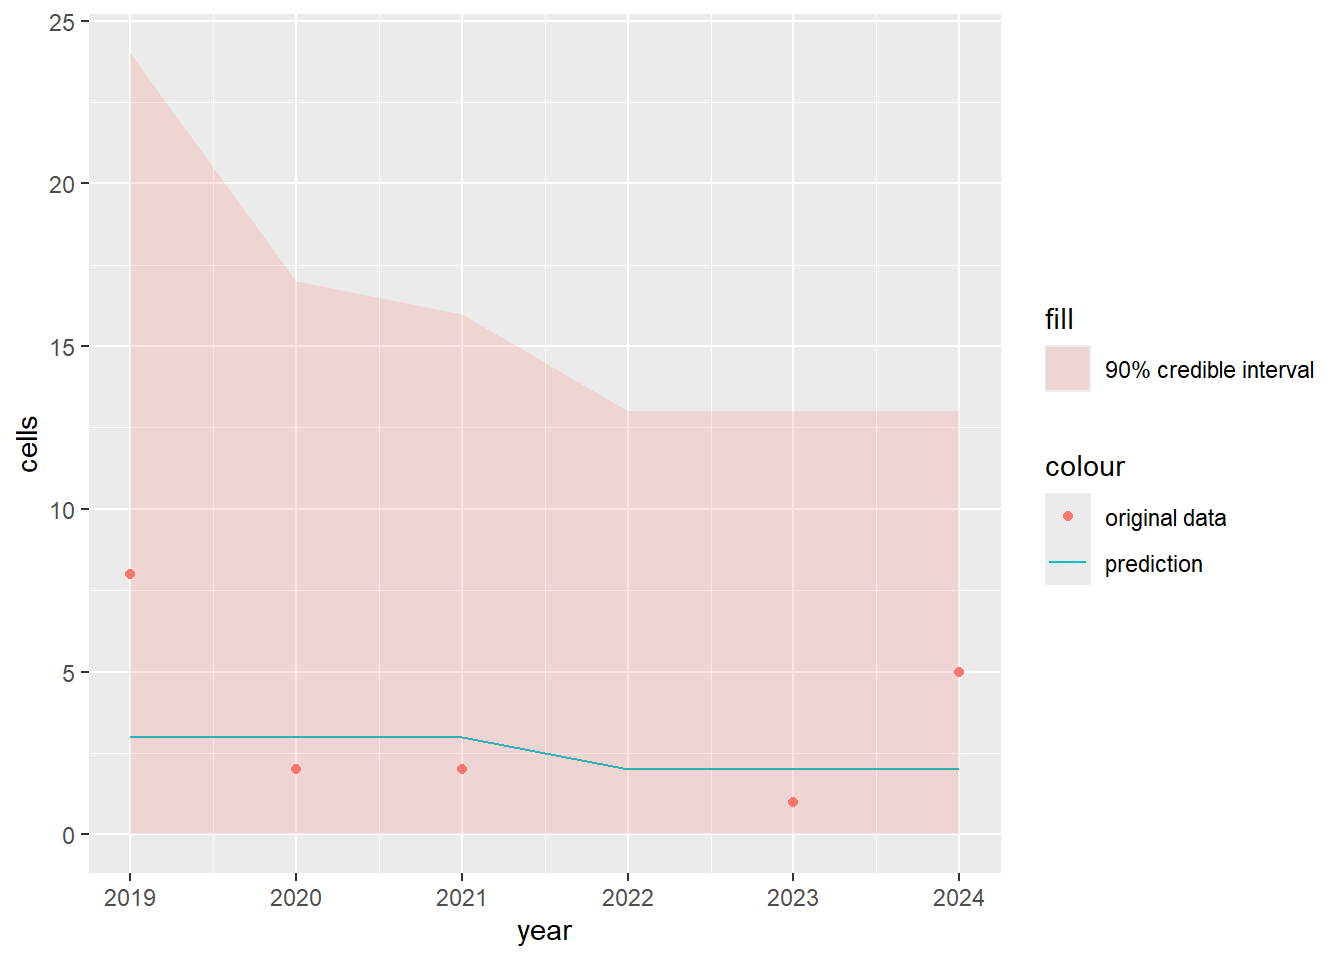 25
20
15
10
5
0
cells
2019 2020 2021 2022 2023 2024
year
fill
90% credible interval
colour
original data
prediction